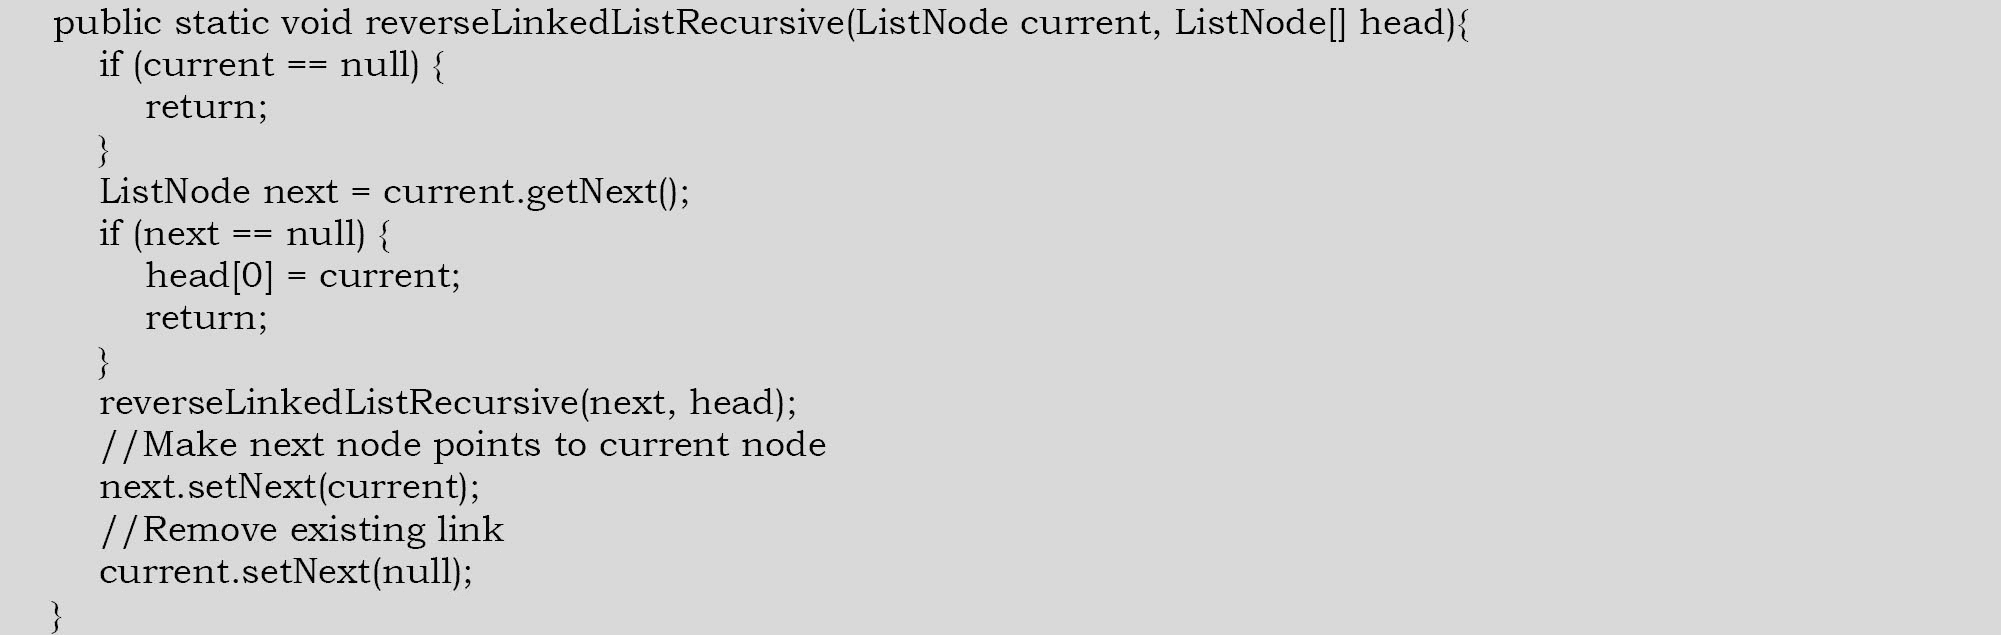 public static void reverseLinkedListRecursive(ListNode current, ListNode[] head){
if (current == null) {
return;
}
ListNode next = current.getNext();
if (next == null) {
head[0] = current;
return;
}
reverseLinkedListRecursive(next, head);
//Make next node points to current node
next.setNext(current);
//Remove existing link
current.setNext(null);
}